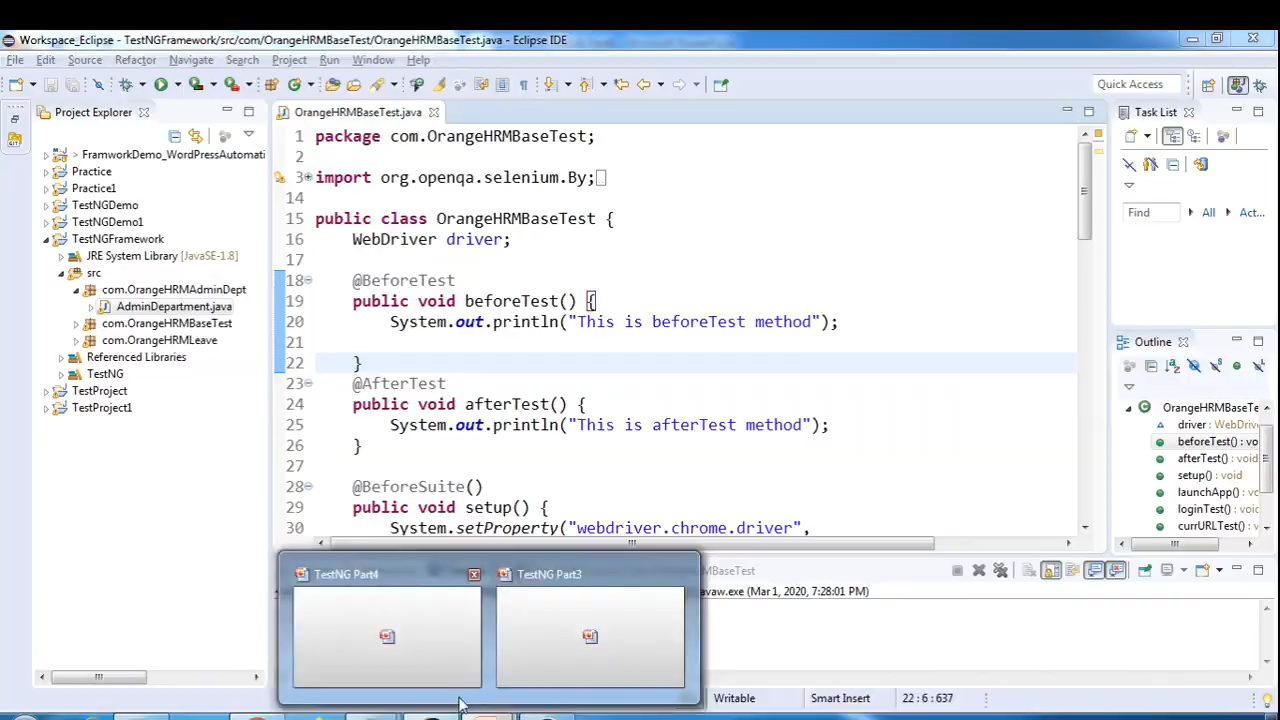 Workspace_Eclipse - TestNGFramework/src/com/OrangeHRMBaseTest/OrangeHRMBaseTest.java - Eclipse IDE
File Edit Source Refactor Navigate Search Project Run Window Help
Quick Access
Project Explorer
OrangeHRMBaseTest.java
Task List
> FramworkDemo_WordPressAutomati
Practice
Practice1
TestNGDemo
TestNGDemo1
TestNGFramework
JRE System Library [JavaSE-1.8]
src
com.OrangeHRMAdminDept
AdminDepartment.java
com.OrangeHRMBaseTest
com.OrangeHRMLeave
Referenced Libraries
TestNG
TestProject
TestProject1
1 package com.OrangeHRMBaseTest;
2
3 import org.openqa.selenium.By;
14
15 public class OrangeHRMBaseTest {
16 WebDriver driver;
17
18 @BeforeTest
19 public void beforeTest() {
20 System.out.println("This is beforeTest method");
21
22 }
23 @AfterTest
24 public void afterTest() {
25 System.out.println("This is afterTest method");
26 }
27
28 @BeforeSuite()
29 public void setup() {
30 System.setProperty("webdriver.chrome.driver",
Find All Act...
Outline
OrangeHRMBaseTe
driver : WebDriv
beforeTest() : vo
afterTest() : void
setup() : void
launchApp() : vo
loginTest() : void
currURLTest() : vo
TestNG Part4
TestNG Part3
MBaseTest
avaw.exe (Mar 1, 2020, 7:28:01 PM)
Writable Smart Insert 22 : 6 : 637